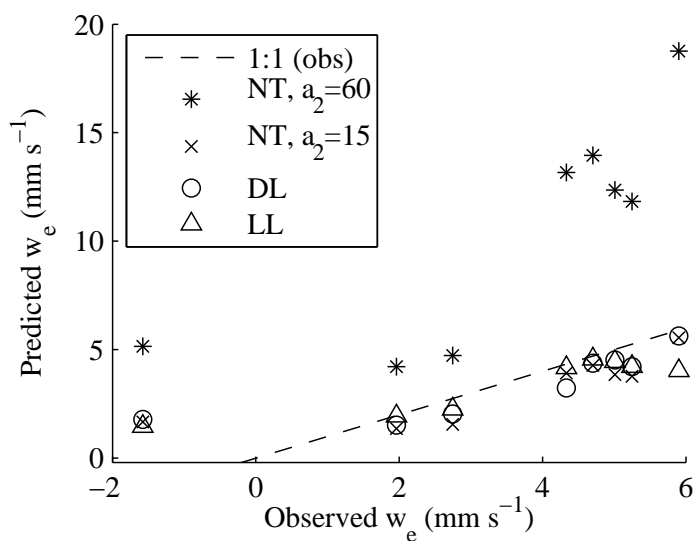 20
15
10
5
0
Predicted w_e (mm s^−1)
1:1 (obs)
NT, a_2=60
NT, a_2=15
DL
LL
−2 0 2 4 6
Observed w_e (mm s^−1)